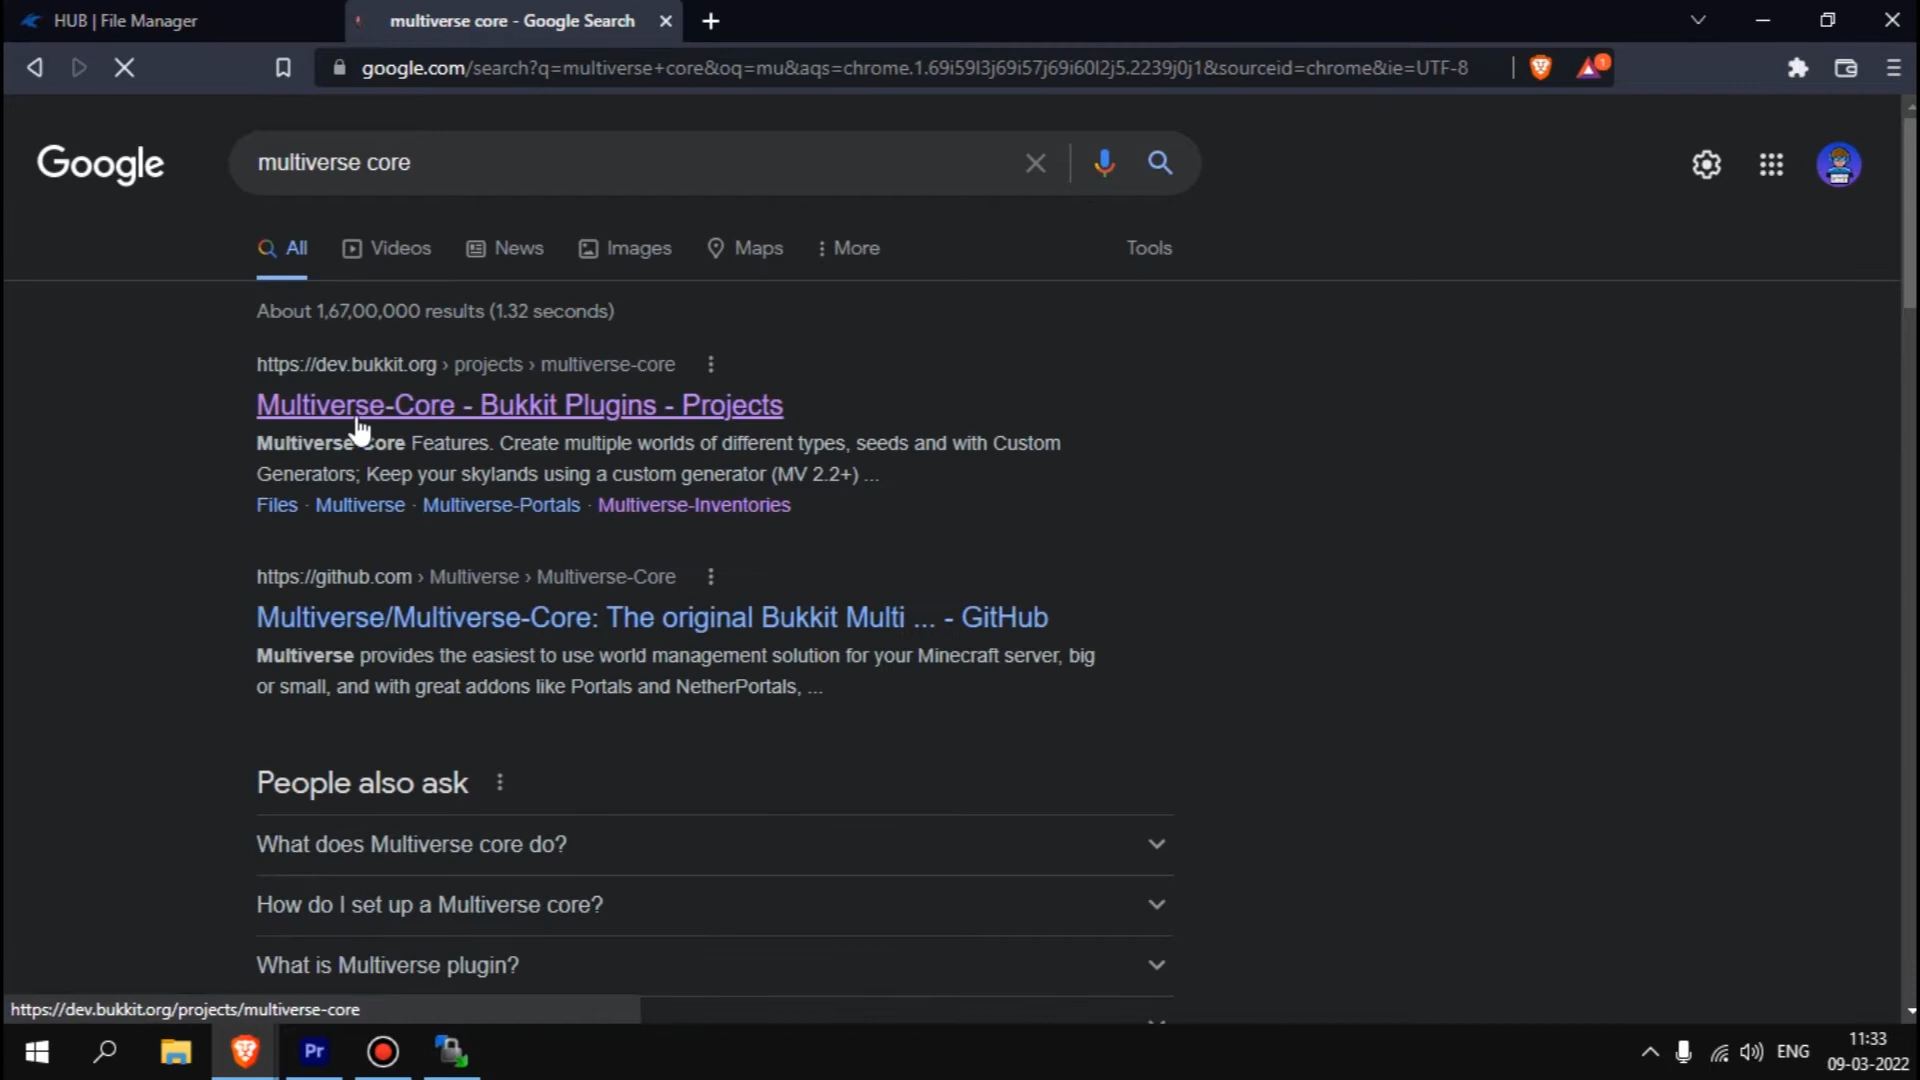 HUB | File Manager
multiverse core - Google Search
google.com/search?q=multiverse+core&oq=mu&aqs=chrome.1.69i59l3j69i57j69i60l2j5.2239j0j1&sourceid=chrome&ie=UTF-8
1
Google
multiverse core
All
Videos
News
Images
Maps
More
Tools
About 1,67,00,000 results (1.32 seconds)
https://dev.bukkit.org › projects › multiverse-core
Multiverse-Core - Bukkit Plugins - Projects
Multiverse-Core Features. Create multiple worlds of different types, seeds and with Custom
Generators; Keep your skylands using a custom generator (MV 2.2+) ...
Files · Multiverse · Multiverse-Portals · Multiverse-Inventories
https://github.com › Multiverse › Multiverse-Core
Multiverse/Multiverse-Core: The original Bukkit Multi ... - GitHub
Multiverse provides the easiest to use world management solution for your Minecraft server, big
or small, and with great addons like Portals and NetherPortals, ...
People also ask
What does Multiverse core do?
How do I set up a Multiverse core?
What is Multiverse plugin?
https://dev.bukkit.org/projects/multiverse-core
Pr
ENG
11:33
09-03-2022